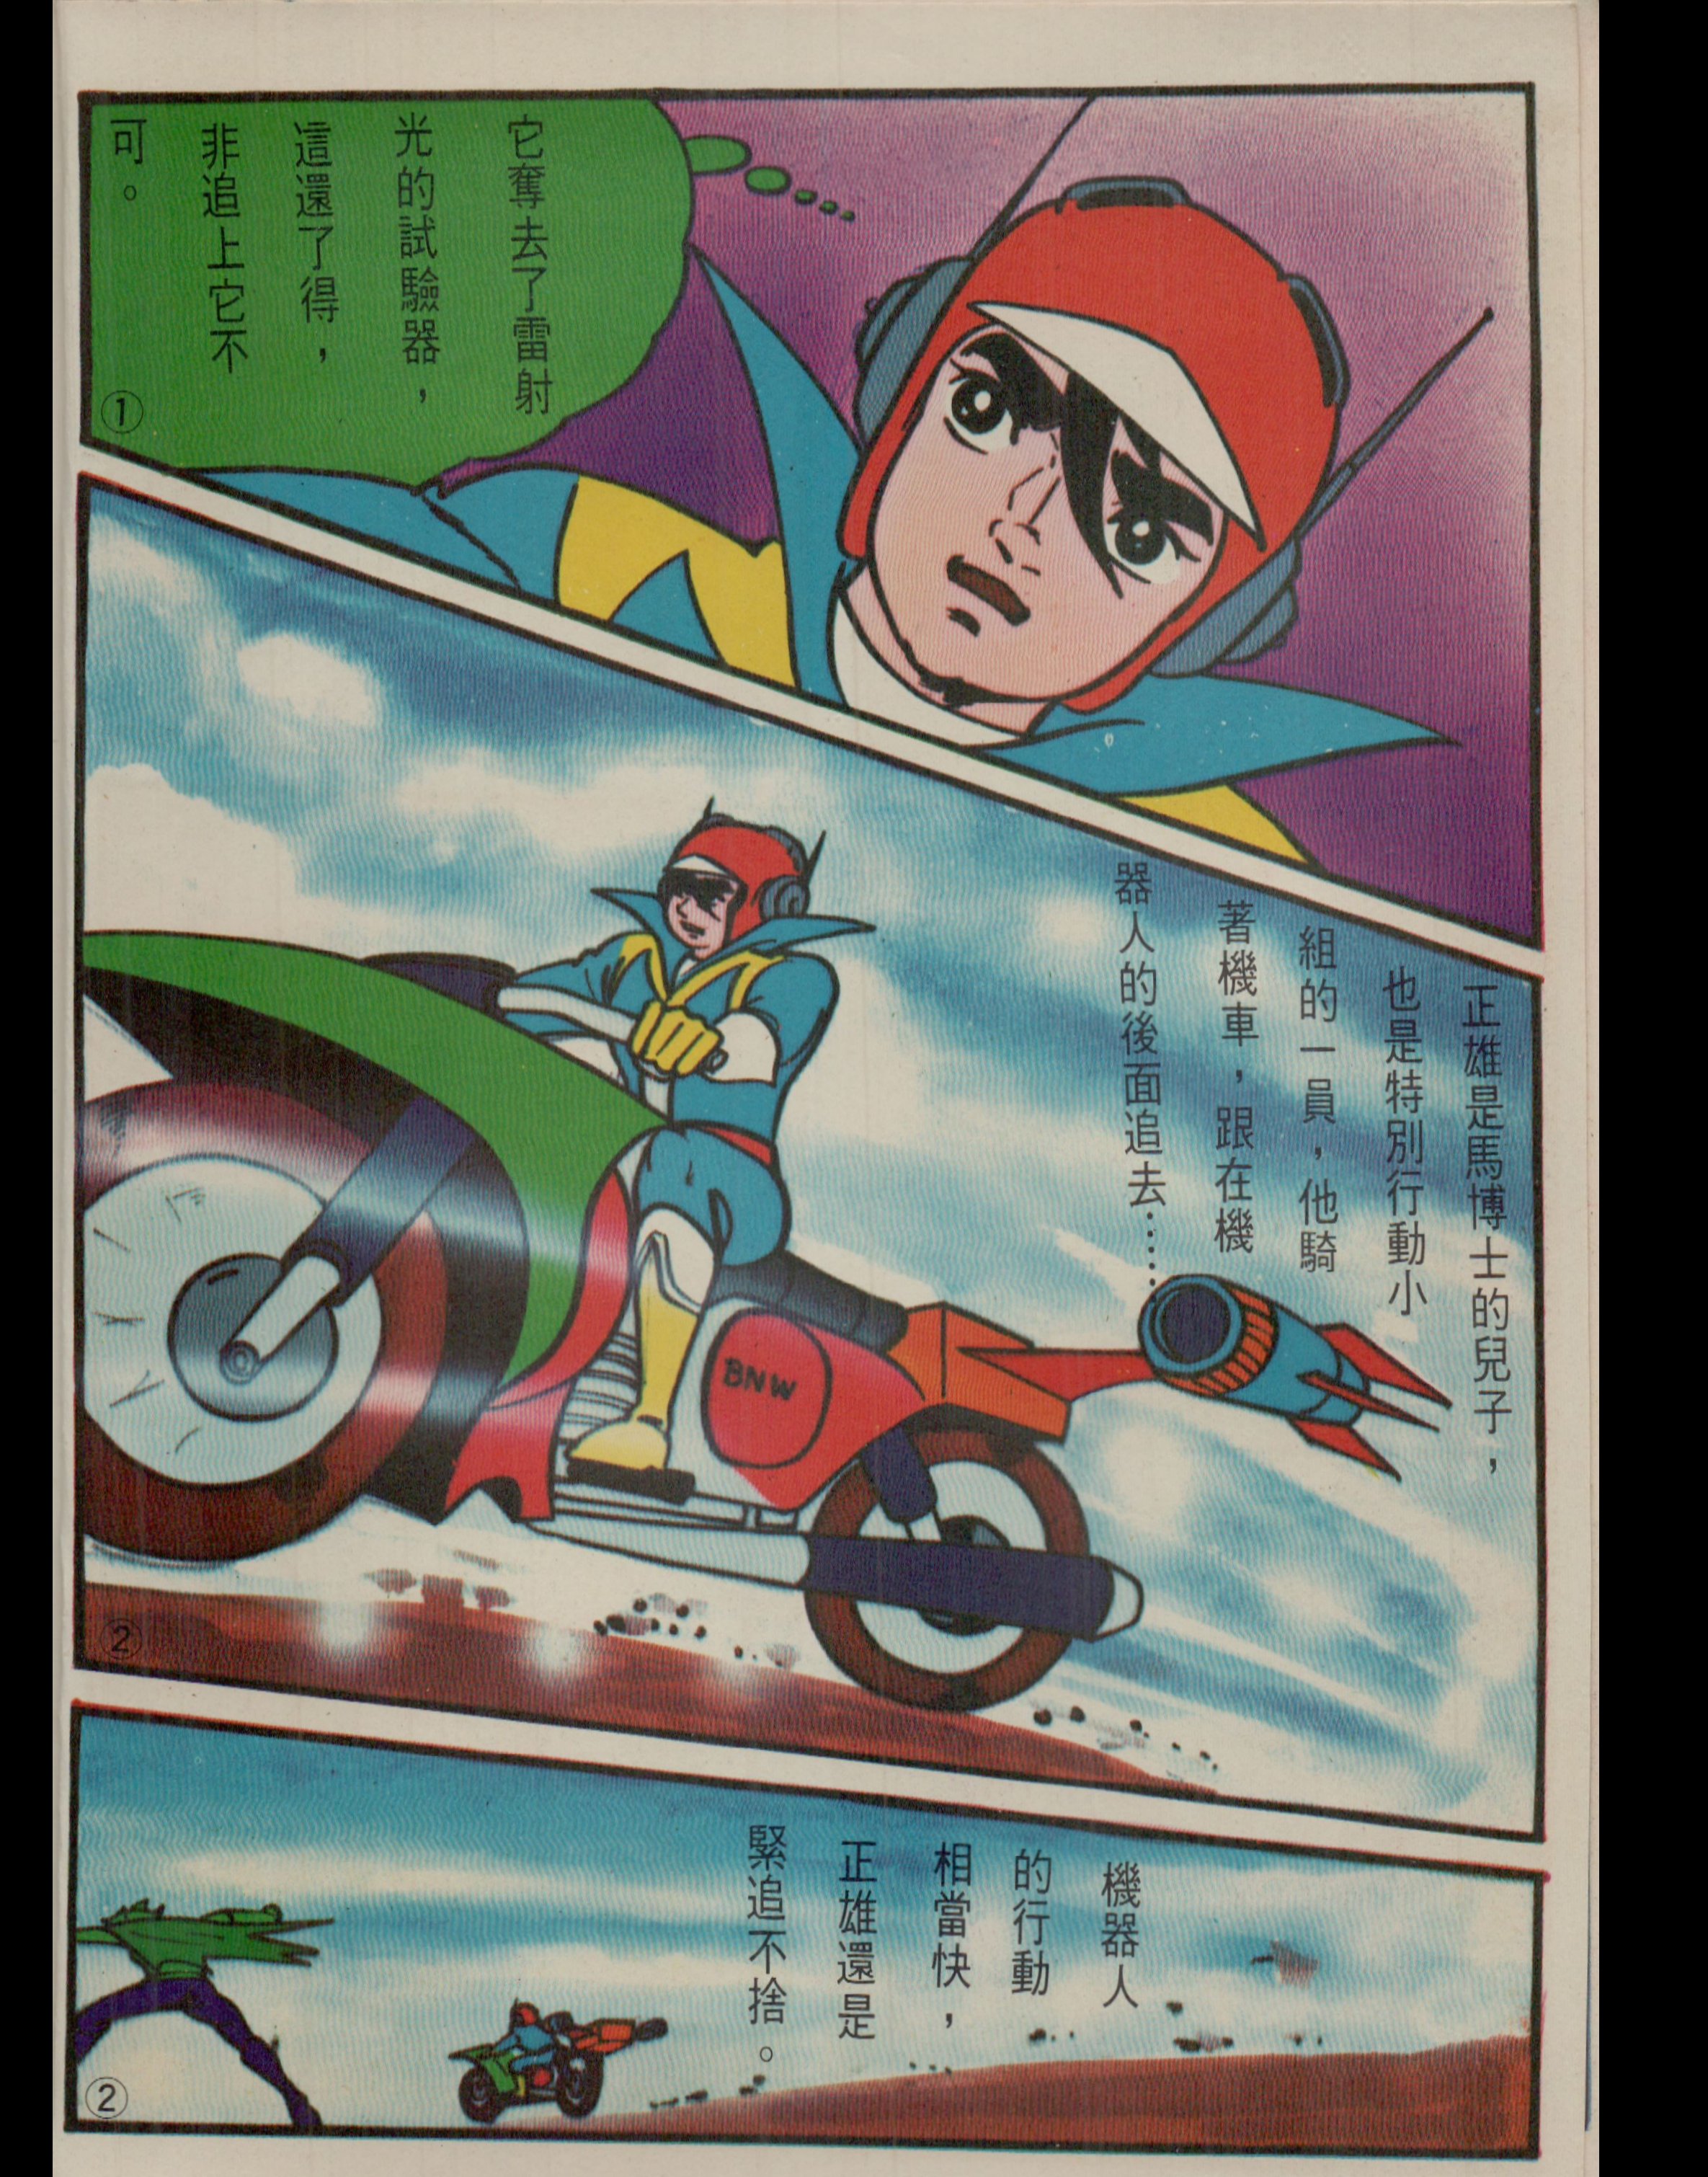 它奪去了雷射
光的試驗器，
這還了得，
非追上它不
可。
①
正雄是馬博士的兒子，
也是特別行動小
組的一員，他騎
著機車，跟在機
器人的後面追去……
BNW
②
機器人
的行動
相當快，
正雄還是
緊追不捨。
②